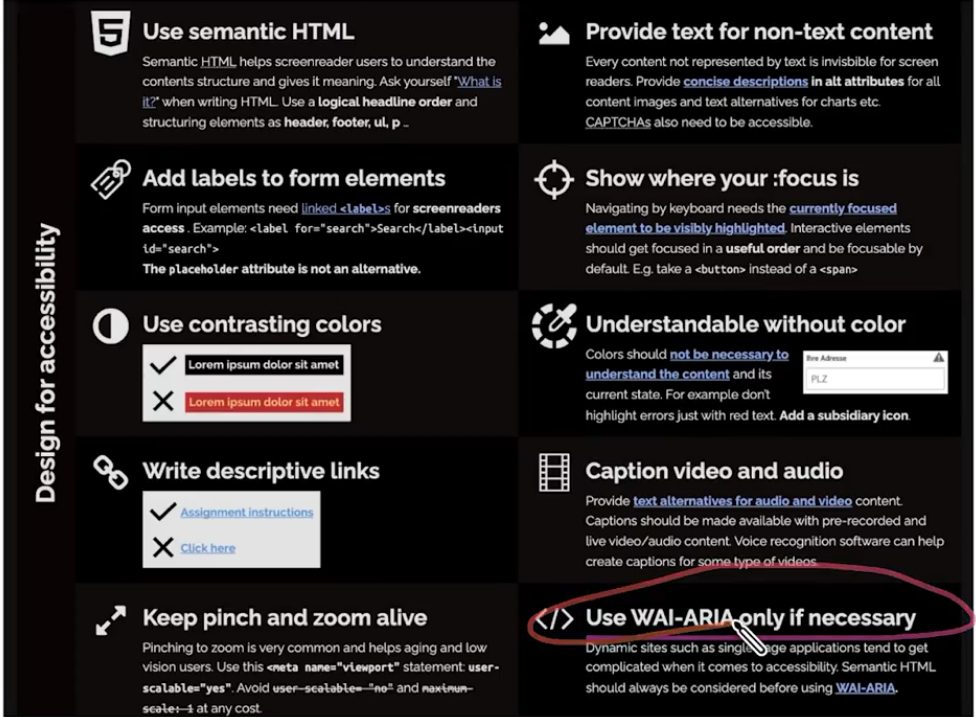 Design for accessibility
Use semantic HTML
Semantic HTML helps screenreader users to understand the
contents structure and gives it meaning. Ask yourself "What is
it?" when writing HTML. Use a logical headline order and
structuring elements as header, footer, ul, p ...
Provide text for non-text content
Every content not represented by text is invisbible for screen
readers. Provide concise descriptions in alt attributes for all
content images and text alternatives for charts etc.
CAPTCHAs also need to be accessible.
Add labels to form elements
Form input elements need linked <label>s for screenreaders
access . Example: <label for="search">Search</label><input
id="search">
The placeholder attribute is not an alternative.
Show where your :focus is
Navigating by keyboard needs the currently focused
element to be visibly highlighted. Interactive elements
should get focused in a useful order and be focusable by
default. E.g. take a <button> instead of a <span>
Use contrasting colors
Lorem ipsum dolor sit amet
Lorem ipsum dolor sit amet
Understandable without color
Colors should not be necessary to
understand the content and its
current state. For example don't
highlight errors just with red text. Add a subsidiary icon.
Ihre Adresse
PLZ
Write descriptive links
Assignment instructions
Click here
Caption video and audio
Provide text alternatives for audio and video content.
Captions should be made available with pre-recorded and
live video/audio content. Voice recognition software can help
create captions for some type of videos.
Keep pinch and zoom alive
Pinching to zoom is very common and helps aging and low
vision users. Use this <meta name="viewport" statement: user-
scalable="yes". Avoid user-scalable= "no" and maximum-
scale: 1 at any cost.
</> Use WAI-ARIA only if necessary
Dynamic sites such as single applications tend to get
complicated when it comes to accessibility. Semantic HTML
should always be considered before using WAI-ARIA.